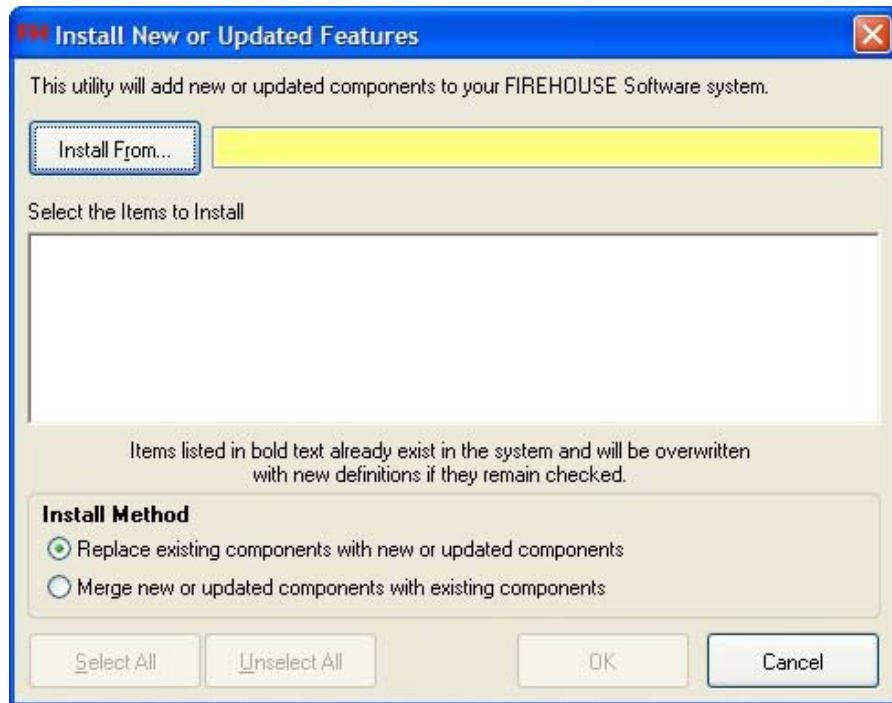 Install New or Updated Features
This utility will add new or updated components to your FIREHOUSE Software system.
Install From...
Select the Items to Install
Items listed in bold text already exist in the system and will be overwritten
with new definitions if they remain checked.
Install Method
Replace existing components with new or updated components
Merge new or updated components with existing components
Select All
Unselect All
OK
Cancel